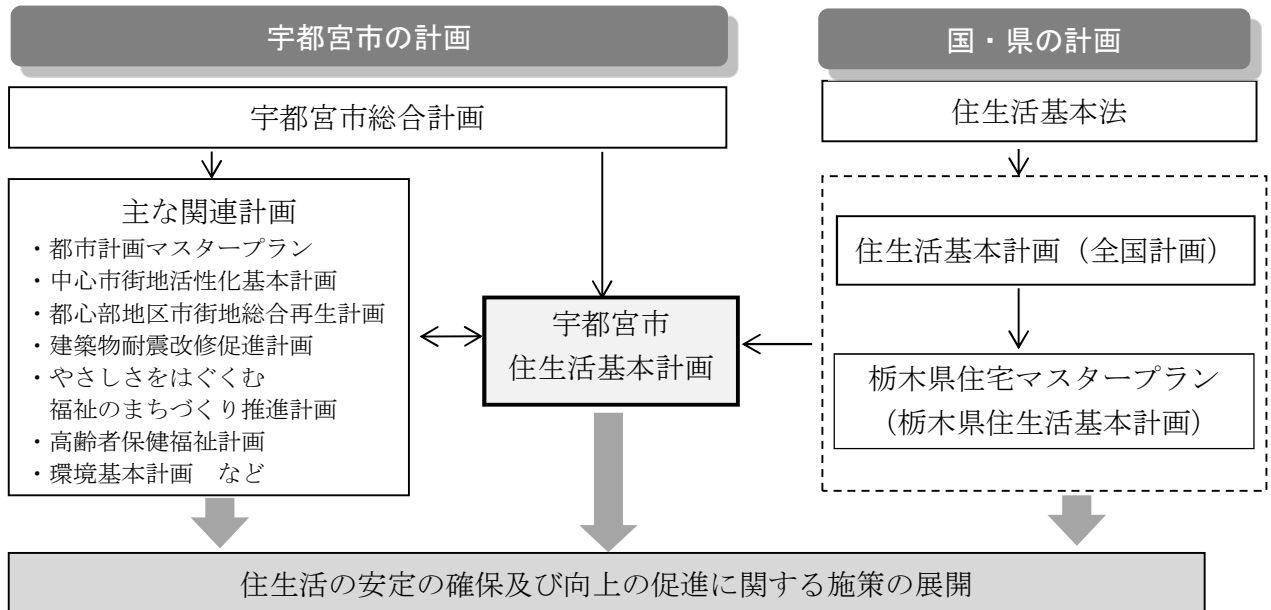 宇都宮市の計画
宇都宮市総合計画
主な関連計画
・都市計画マスタープラン
・中心市街地活性化基本計画
・都心部地区市街地総合再生計画
・建築物耐震改修促進計画
・やさしさをはぐくむ
福祉のまちづくり推進計画
・高齢者保健福祉計画
・環境基本計画　など
宇都宮市
住生活基本計画
国・県の計画
住生活基本法
住生活基本計画（全国計画）
栃木県住宅マスタープラン
（栃木県住生活基本計画）
住生活の安定の確保及び向上の促進に関する施策の展開